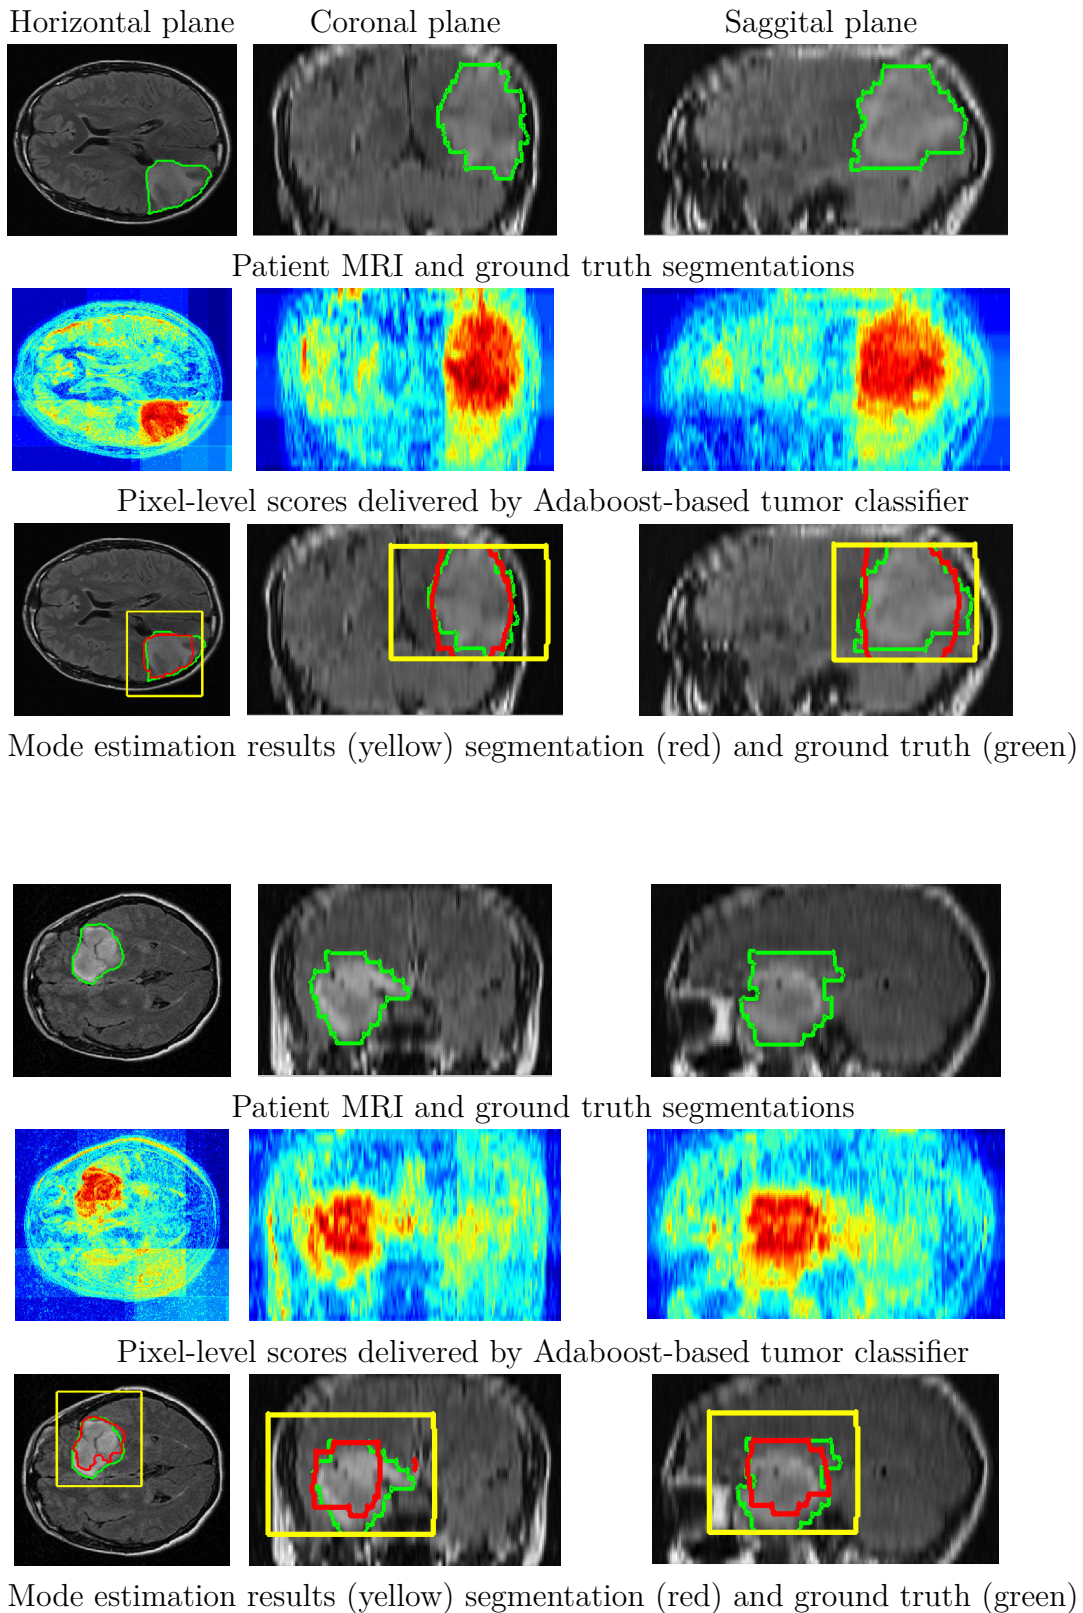 Horizontal plane Coronal plane Saggital plane
Patient MRI and ground truth segmentations
Pixel-level scores delivered by Adaboost-based tumor classifier
Mode estimation results (yellow) segmentation (red) and ground truth (green)
Patient MRI and ground truth segmentations
Pixel-level scores delivered by Adaboost-based tumor classifier
Mode estimation results (yellow) segmentation (red) and ground truth (green)